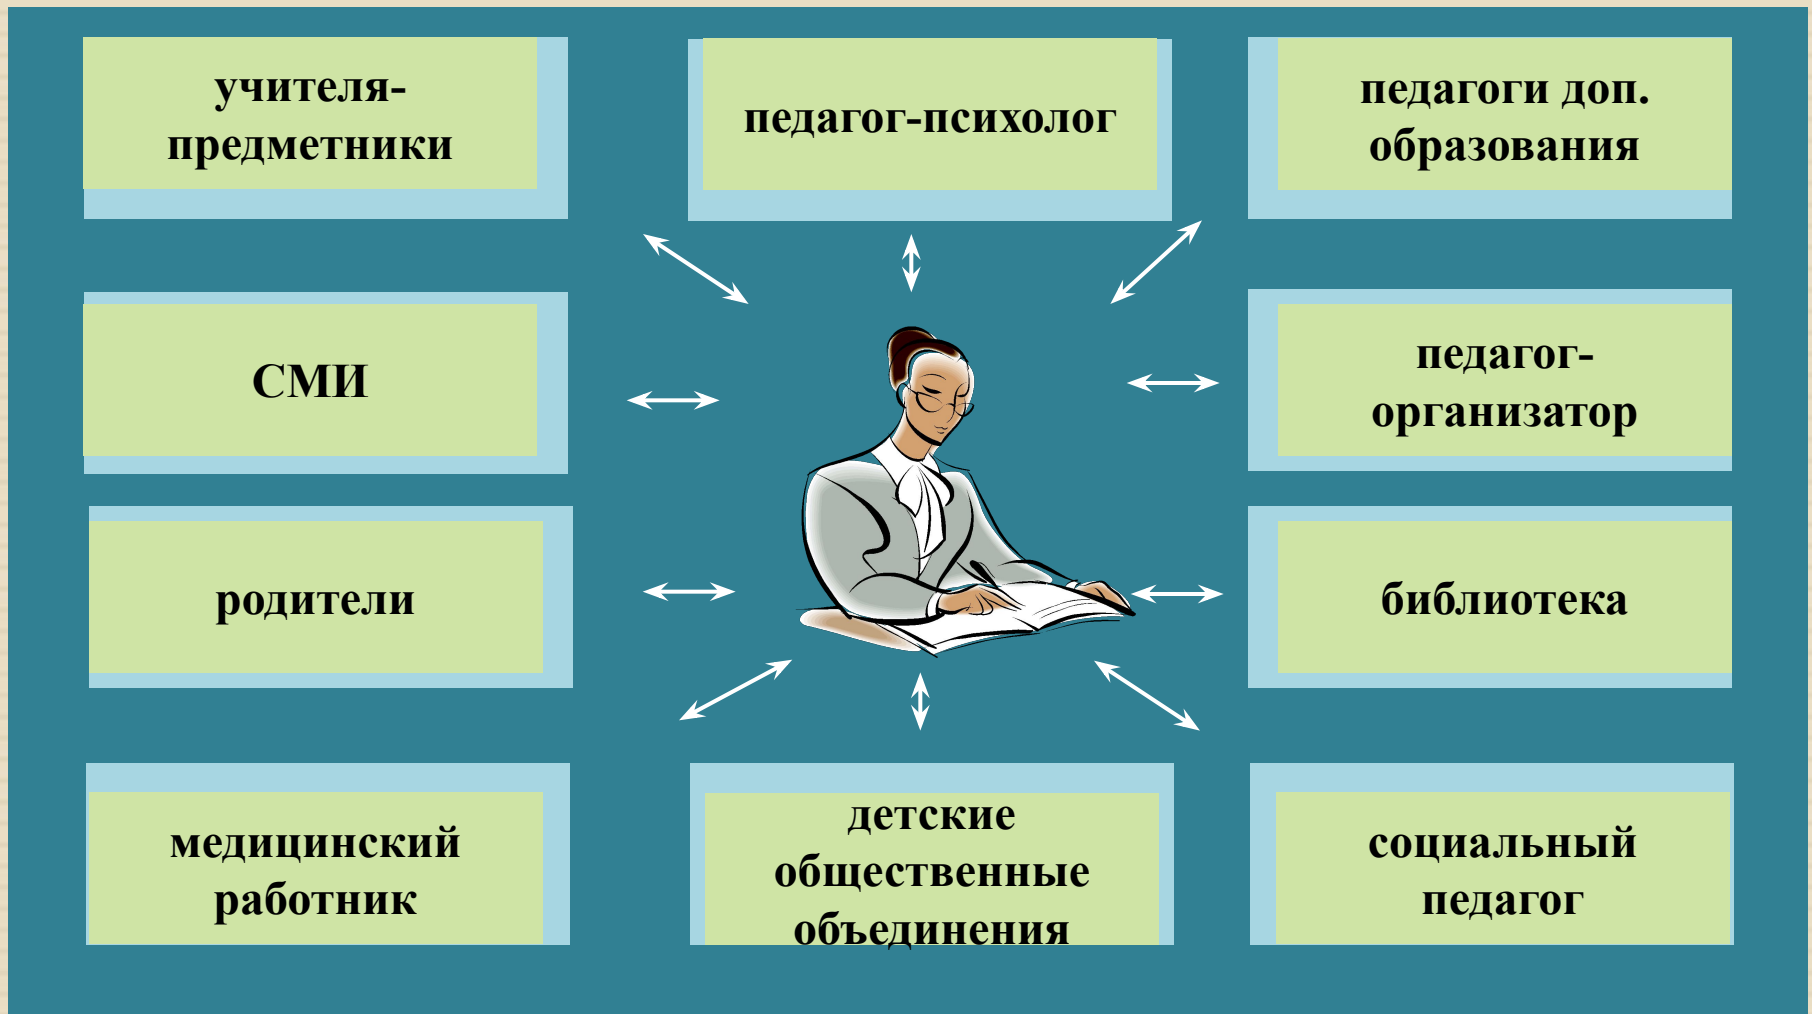 учителя-
предметники
педагог-психолог
педагоги доп.
образования
СМИ
педагог-
организатор
родители
библиотека
медицинский
работник
детские
общественные
объединения
социальный
педагог